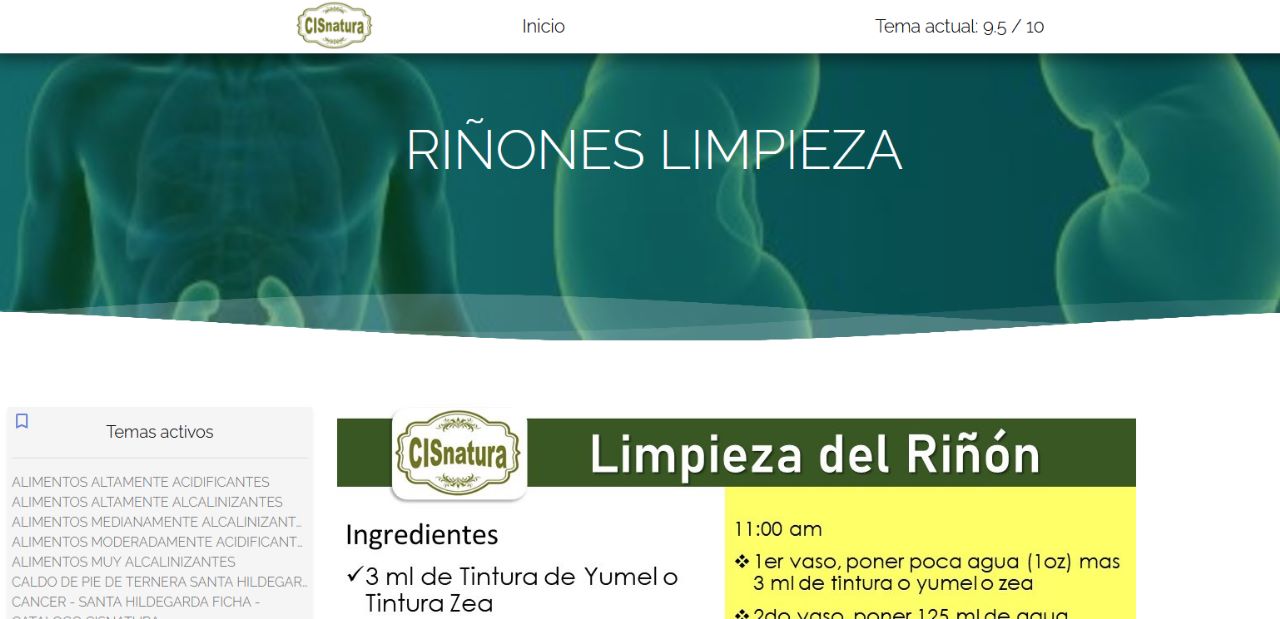 CISnatura
Inicio
Tema actual: 9.5 / 10
RIÑONES LIMPIEZA
Temas activos
ALIMENTOS ALTAMENTE ACIDIFICANTES
ALIMENTOS ALTAMENTE ALCALINIZANTES
ALIMENTOS MEDIANAMENTE ALCALINIZANT...
ALIMENTOS MODERADAMENTE ACIDIFICANT...
ALIMENTOS MUY ALCALINIZANTES
CALDO DE PIE DE TERNERA SANTA HILDEGAR...
CANCER - SANTA HILDEGARDA FICHA -
CATALOGO CISNATURA
CISnatura
Limpieza del Riñón
Ingredientes
✓3 ml de Tintura de Yumel o
Tintura Zea
11:00 am
❖ 1er vaso, poner poca agua (1oz) mas
3 ml de tintura o yumel o zea
❖ 2do vaso, poner 125 ml de agua